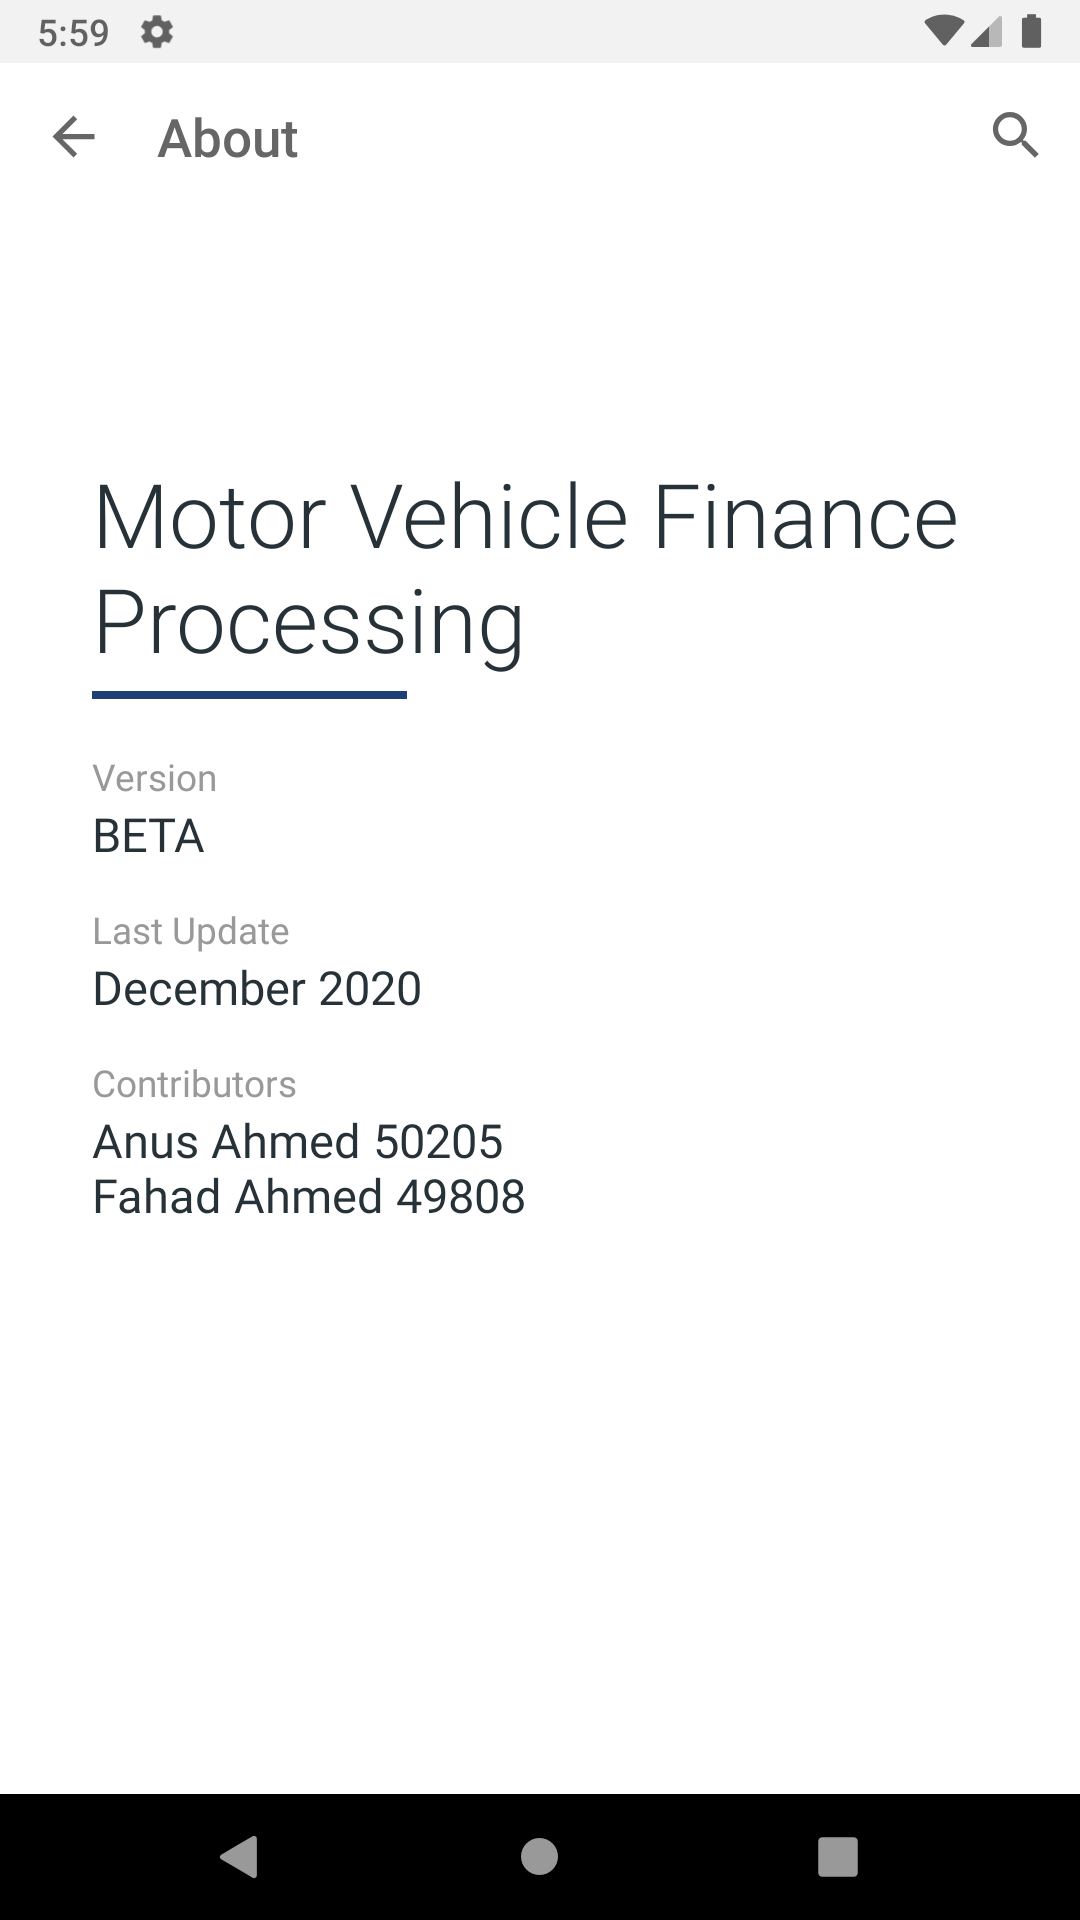 5:59
About
Motor Vehicle Finance
Processing
Version
BETA
Last Update
December 2020
Contributors
Anus Ahmed 50205
Fahad Ahmed 49808